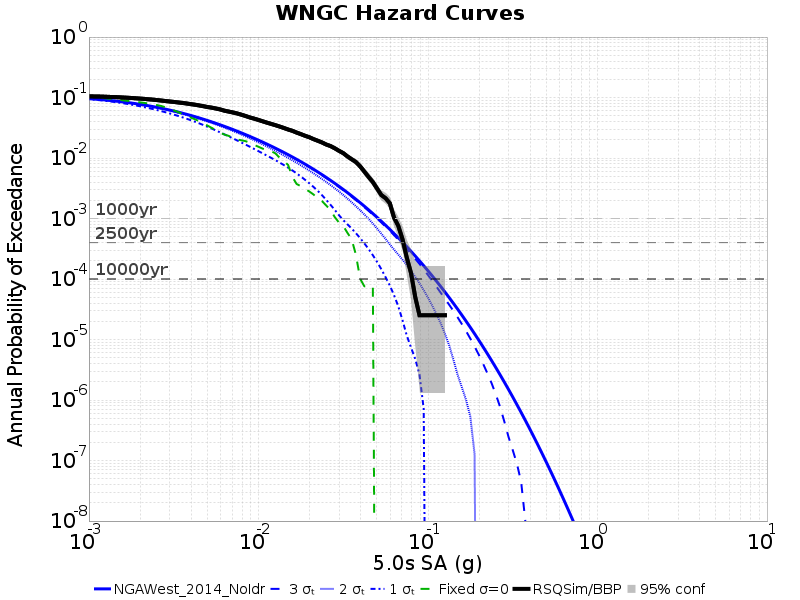 WNGC Hazard Curves
Annual Probability of Exceedance
10^0
10^-1
10^-2
10^-3
10^-4
10^-5
10^-6
10^-7
10^-8
1000yr
2500yr
10000yr
10^-3 10^-2 10^-1 10^0 10^1
5.0s SA (g)
NGAWest_2014_NoIdr 3 σₜ 2 σₜ 1 σₜ Fixed σ=0 RSQSim/BBP 95% conf